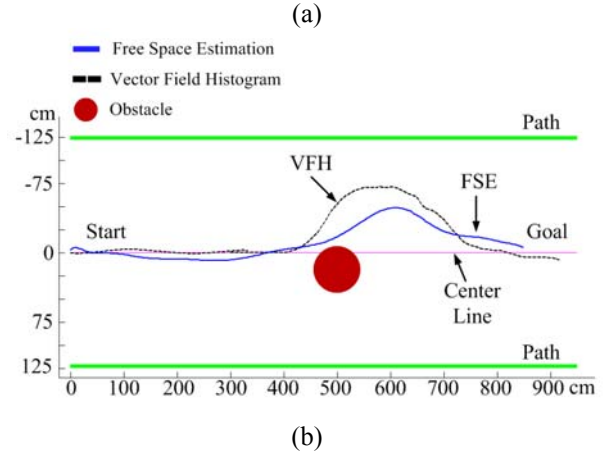 (a)
Free Space Estimation
Vector Field Histogram
Obstacle
cm
-125
Path
VFH
-75
FSE
Start
Goal
0
Center
Line
75
Path
125
0 100 200 300 400 500 600 700 800 900 cm
(b)